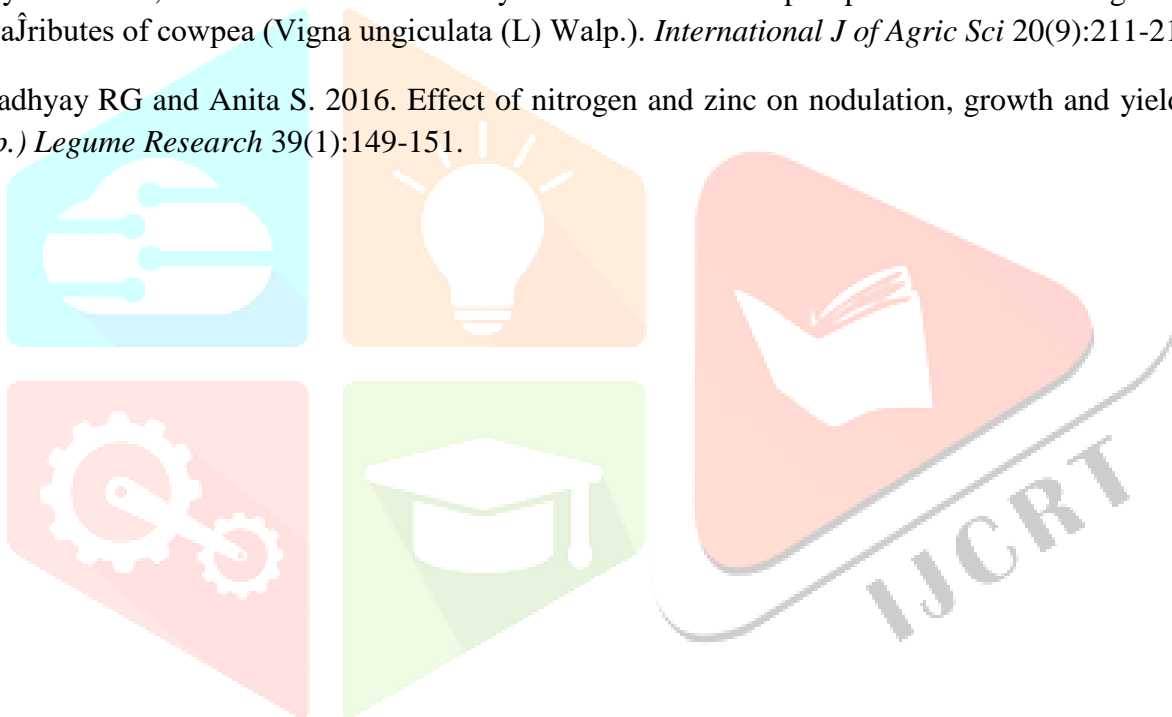 aĴributes of cowpea (Vigna ungiculata (L) Walp.). International J of Agric Sci 20(9):211-21
adhyay RG and Anita S. 2016. Effect of nitrogen and zinc on nodulation, growth and yield
p.) Legume Research 39(1):149-151.
IJCRT